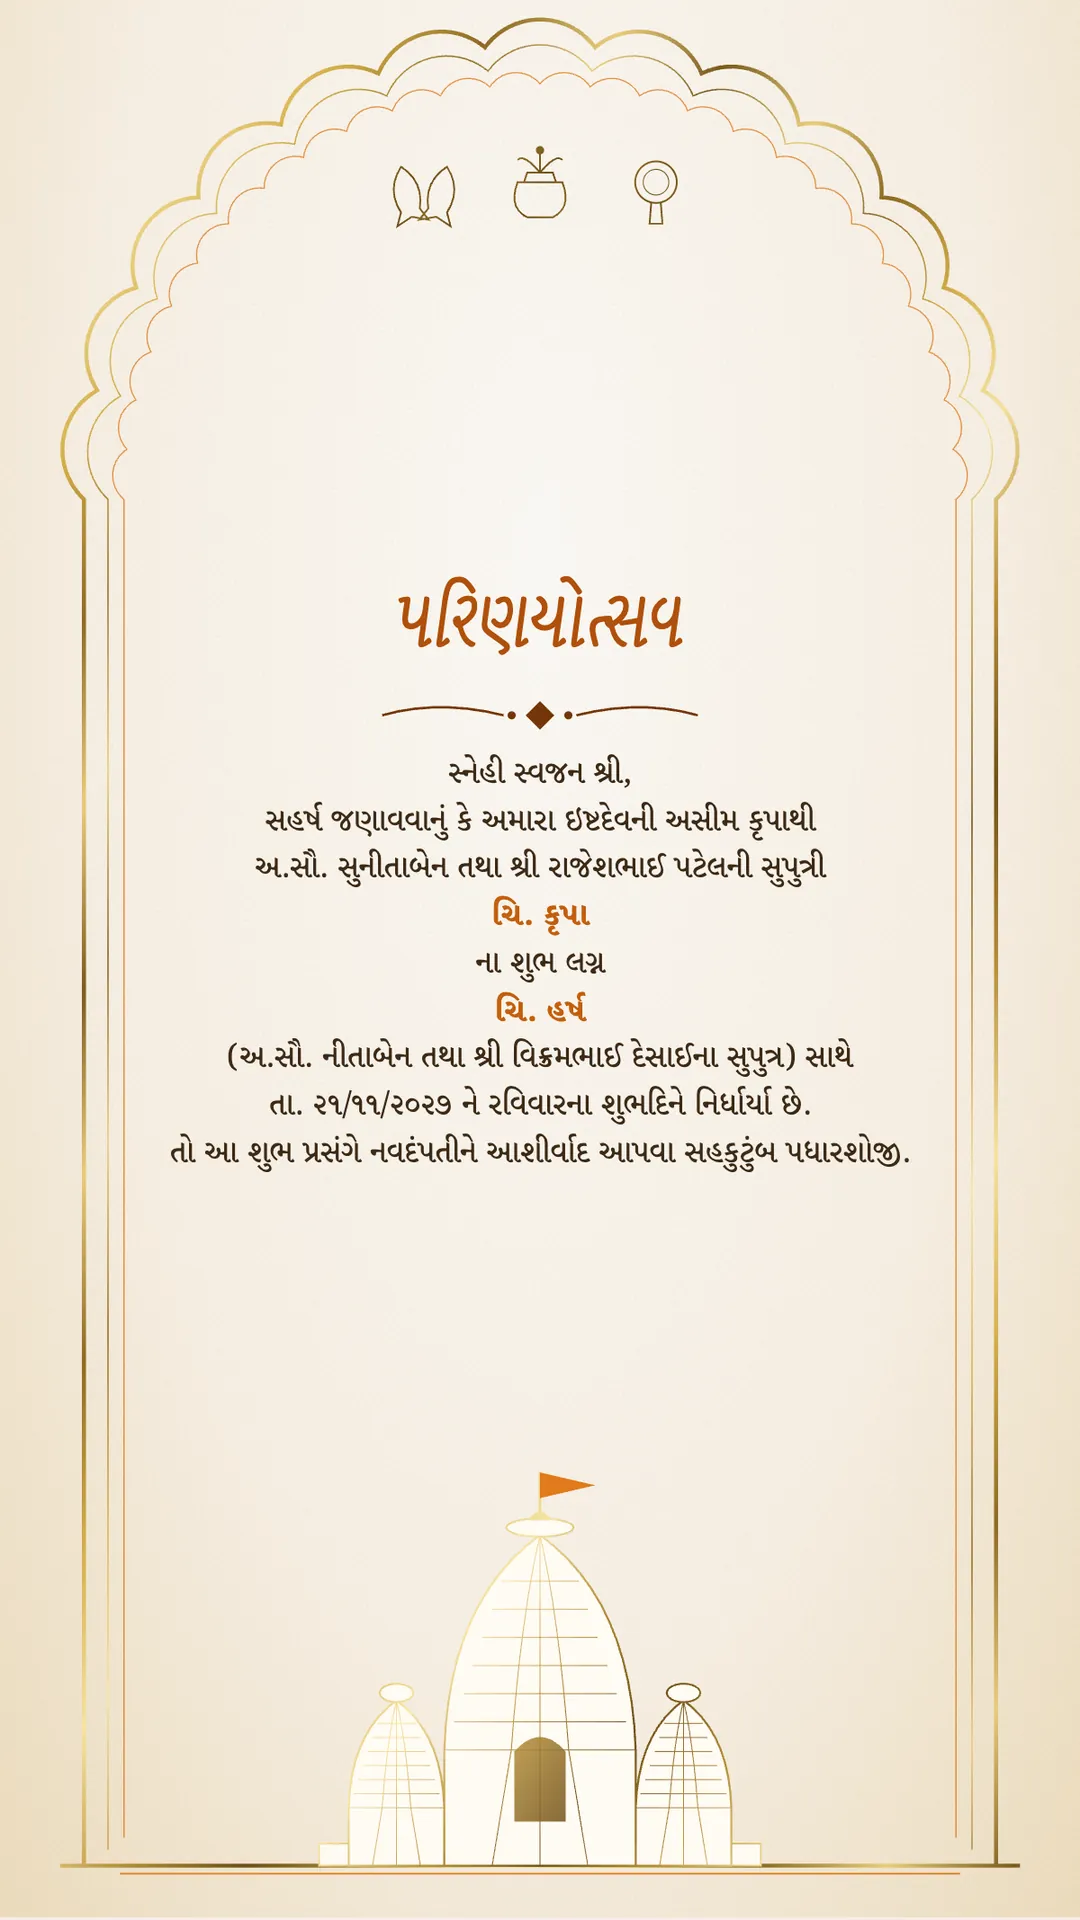 પરિણયોત્સવ
સ્નેહી સ્વજન શ્રી,
સહર્ષ જણાવવાનું કે અમારા ઇષ્ટદેવની અસીમ કૃપાથી
અ.સૌ. સુનીતાબેન તથા શ્રી રાજેશભાઈ પટેલની સુપુત્રી
ચિ. કૃપા
ના શુભ લગ્ન
ચિ. હર્ષ
(અ.સૌ. નીતાબેન તથા શ્રી વિક્રમભાઈ દેસાઈના સુપુત્ર) સાથે
તા. ૨૧/૧૧/૨૦૨૭ ને રવિવારના શુભદિને નિર્ધાર્યા છે.
તો આ શુભ પ્રસંગે નવદંપતીને આશીર્વાદ આપવા સહકુટુંબ પધારશોજી.